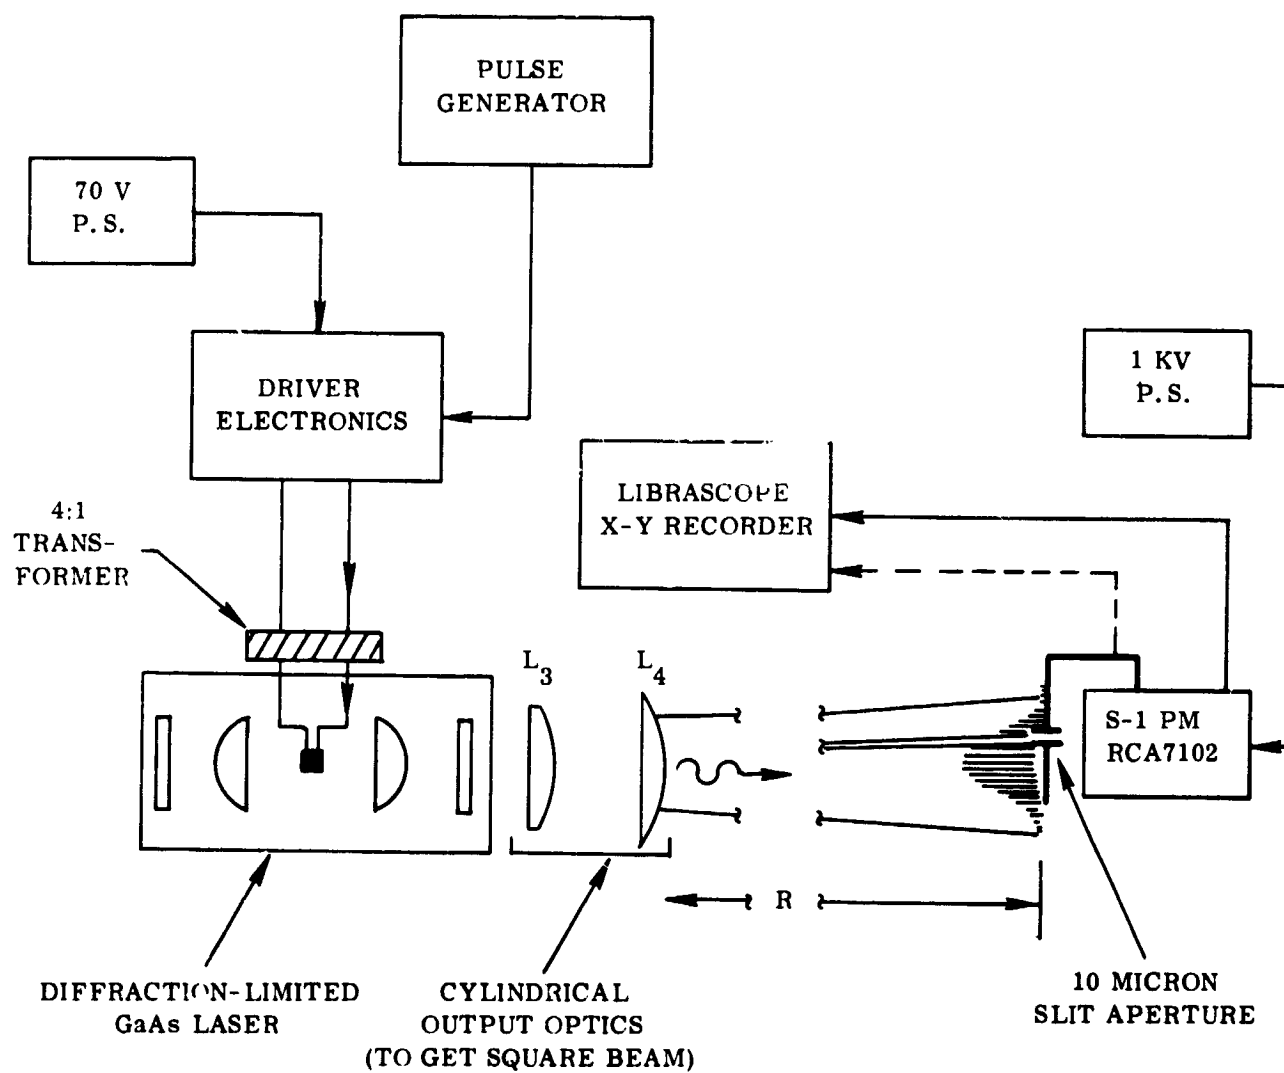 PULSE
GENERATOR
70 V
P.S.
DRIVER
ELECTRONICS
1 KV
P.S.
LIBRASCOPE
X-Y RECORDER
4:1
TRANS-
FORMER
L3
L4
S-1 PM
RCA7102
R
DIFFRACTION-LIMITED
GaAs LASER
CYLINDRICAL
OUTPUT OPTICS
(TO GET SQUARE BEAM)
10 MICRON
SLIT APERTURE